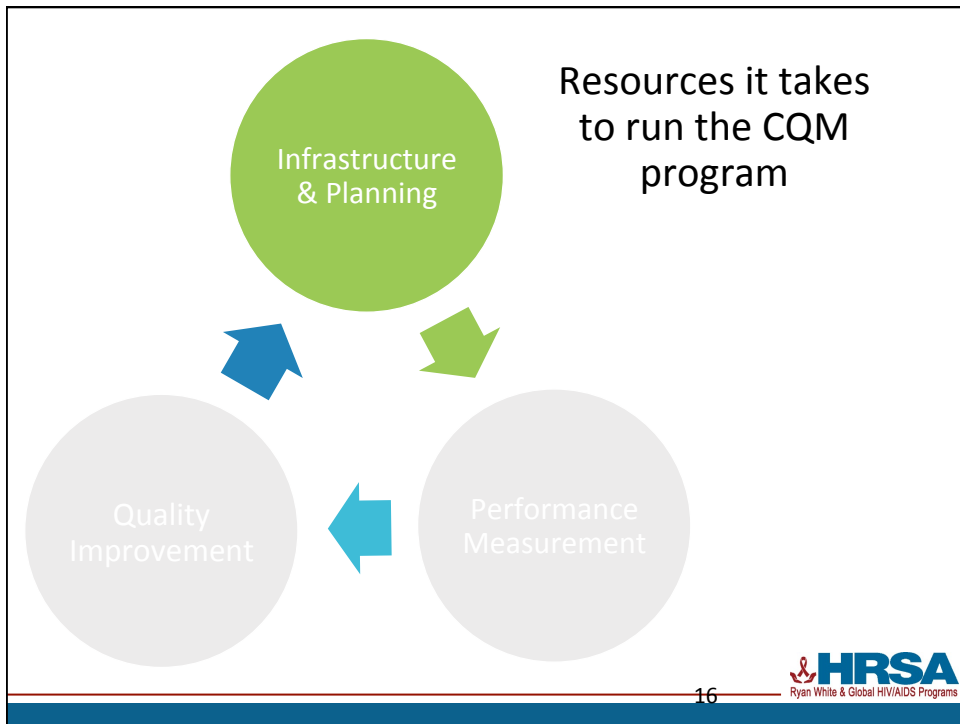 Resources it takes
to run the CQM
program
Infrastructure
& Planning
Quality
Improvement
Performance
Measurement
16
HRSA
Ryan White & Global HIV/AIDS Programs